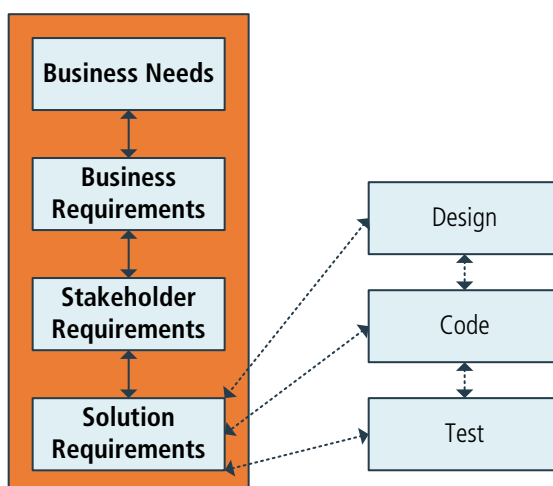 Business Needs
Business
Requirements
Stakeholder
Requirements
Solution
Requirements
Design
Code
Test